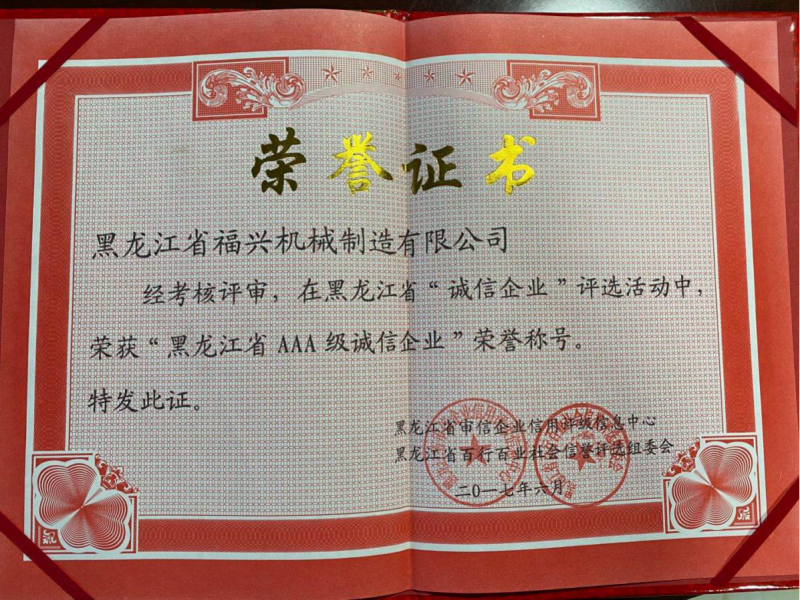 荣誉证书
黑龙江省福兴机械制造有限公司
经考核评审，在黑龙江省“诚信企业”评选活动中，
荣获“黑龙江省AAA级诚信企业”荣誉称号。
特发此证。
黑龙江省审信企业信用评级信息中心
黑龙江省百行百业社会信誉评选组委会
二〇一七年六月